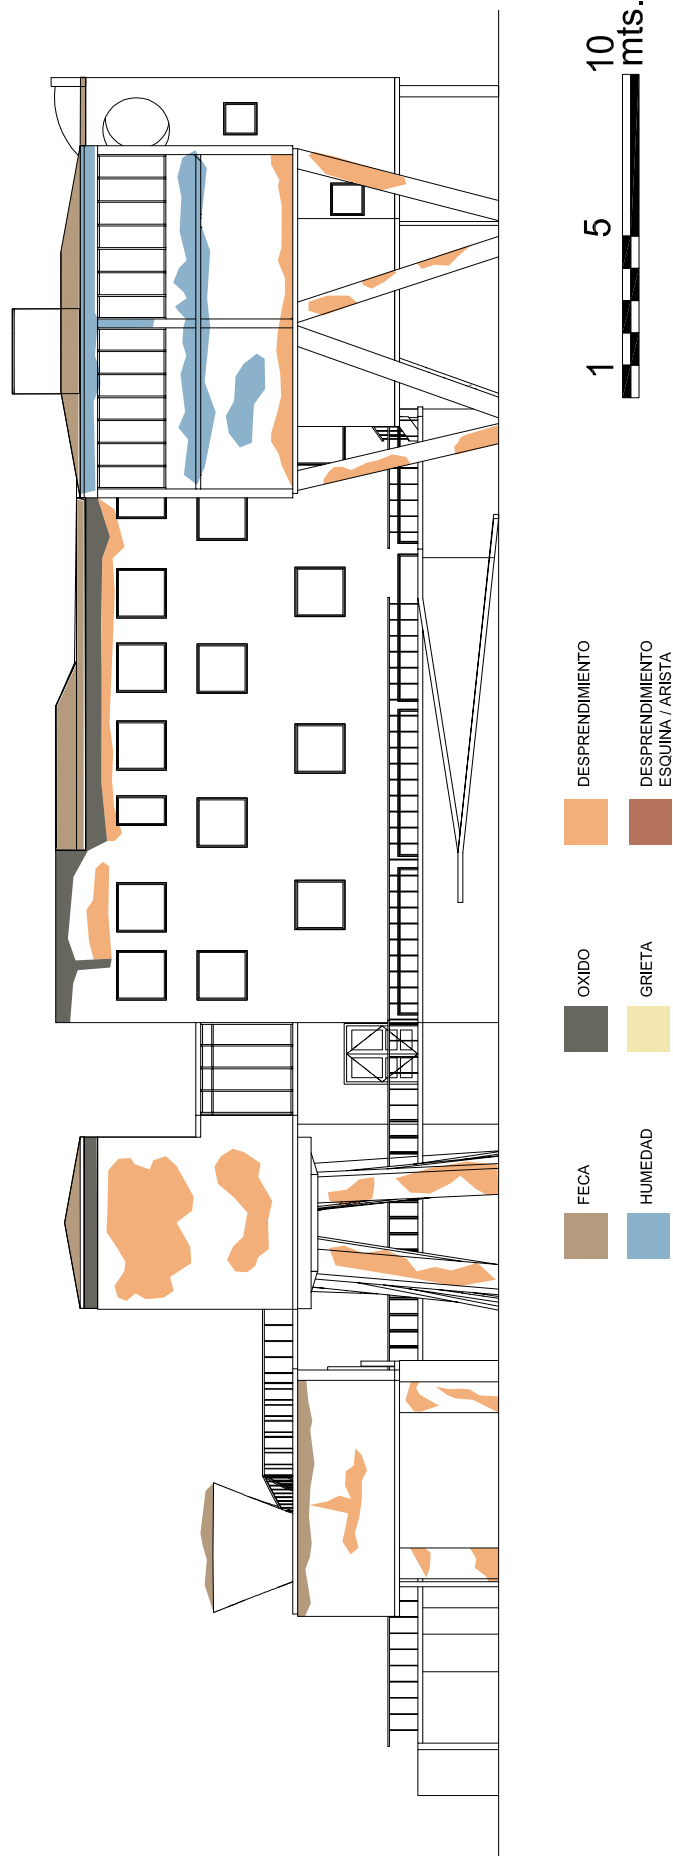 FECA
OXIDO
DESPRENDIMIENTO
HUMEDAD
GRIETA
DESPRENDIMIENTO
ESQUINA / ARISTA
1
5
10
mts.